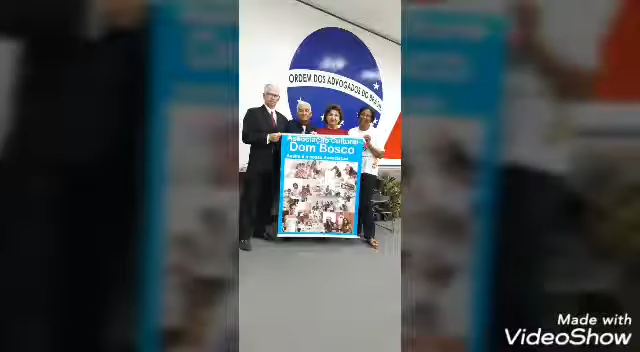 ORDEM DOS ADVOGADOS DO BRASIL
Associação Cultural
Dom Bosco
Made with
VideoShow